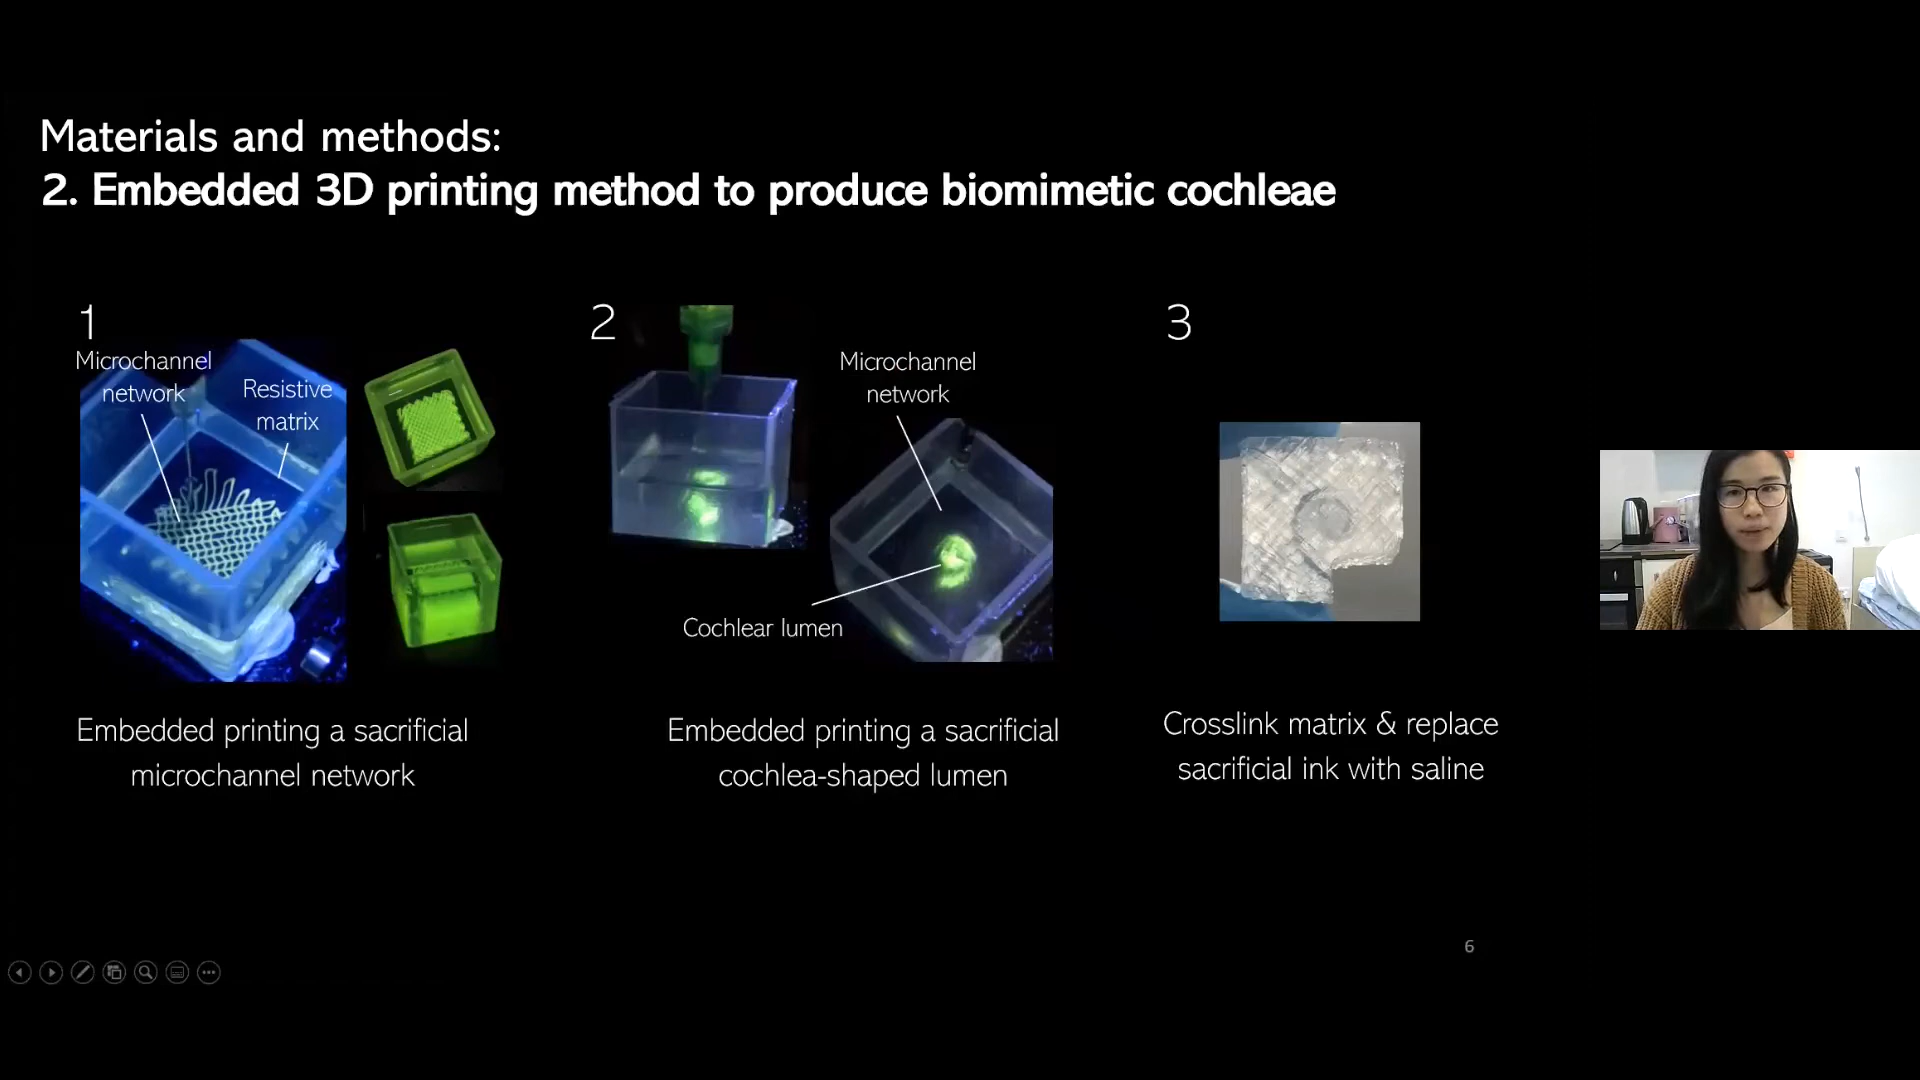 Materials and methods:
2. Embedded 3D printing method to produce biomimetic cochleae
1
Microchannel
network
Resistive
matrix
Embedded printing a sacrificial
microchannel network
2
Microchannel
network
Cochlear lumen
Embedded printing a sacrificial
cochlea-shaped lumen
3
Crosslink matrix & replace
sacrificial ink with saline
6